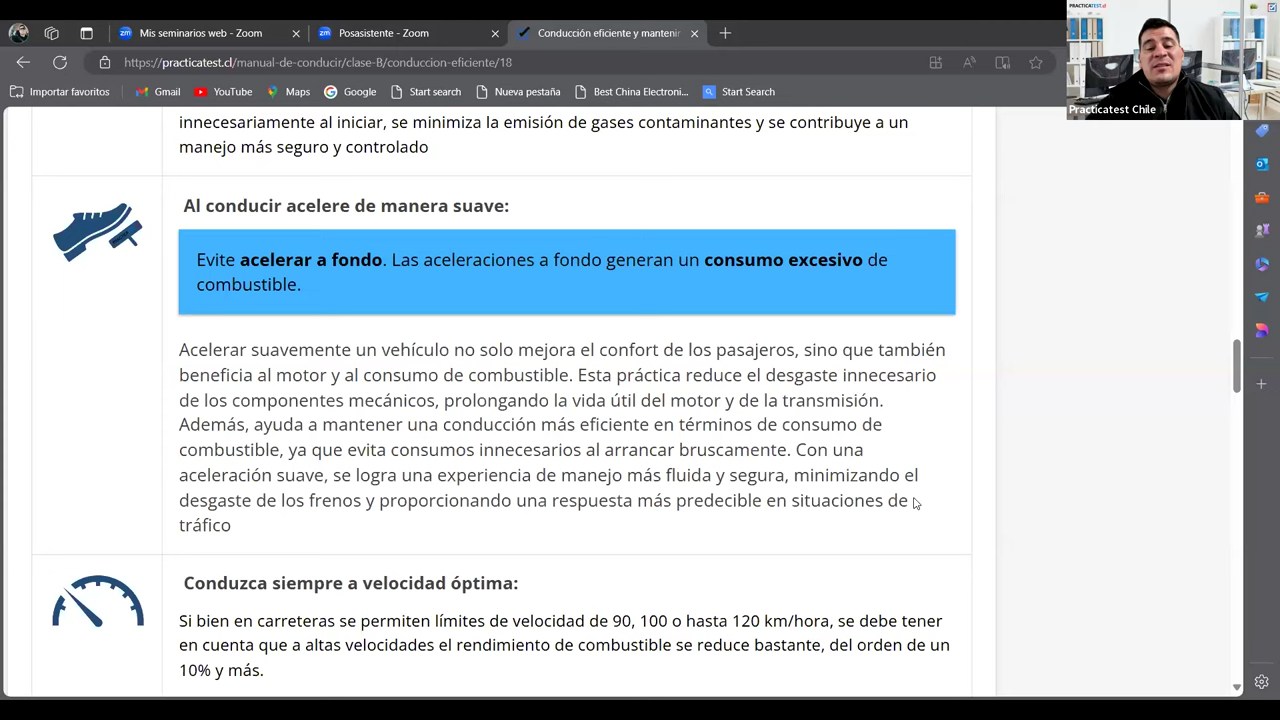 Mis seminarios web - Zoom
Posasistente - Zoom
Conducción eficiente y mantenir
https://practicatest.cl/manual-de-conducir/clase-B/conduccion-eficiente/18
Importar favoritos
Gmail
YouTube
Maps
Google
Start search
Nueva pestaña
Best China Electroni...
Start Search
PRACTICATEST.cl
Practicatest Chile
innecesariamente al iniciar, se minimiza la emisión de gases contaminantes y se contribuye a un
manejo más seguro y controlado
Al conducir acelere de manera suave:
Evite acelerar a fondo. Las aceleraciones a fondo generan un consumo excesivo de
combustible.
Acelerar suavemente un vehículo no solo mejora el confort de los pasajeros, sino que también
beneficia al motor y al consumo de combustible. Esta práctica reduce el desgaste innecesario
de los componentes mecánicos, prolongando la vida útil del motor y de la transmisión.
Además, ayuda a mantener una conducción más eficiente en términos de consumo de
combustible, ya que evita consumos innecesarios al arrancar bruscamente. Con una
aceleración suave, se logra una experiencia de manejo más fluida y segura, minimizando el
desgaste de los frenos y proporcionando una respuesta más predecible en situaciones de
tráfico
Conduzca siempre a velocidad óptima:
Si bien en carreteras se permiten límites de velocidad de 90, 100 o hasta 120 km/hora, se debe tener
en cuenta que a altas velocidades el rendimiento de combustible se reduce bastante, del orden de un
10% y más.